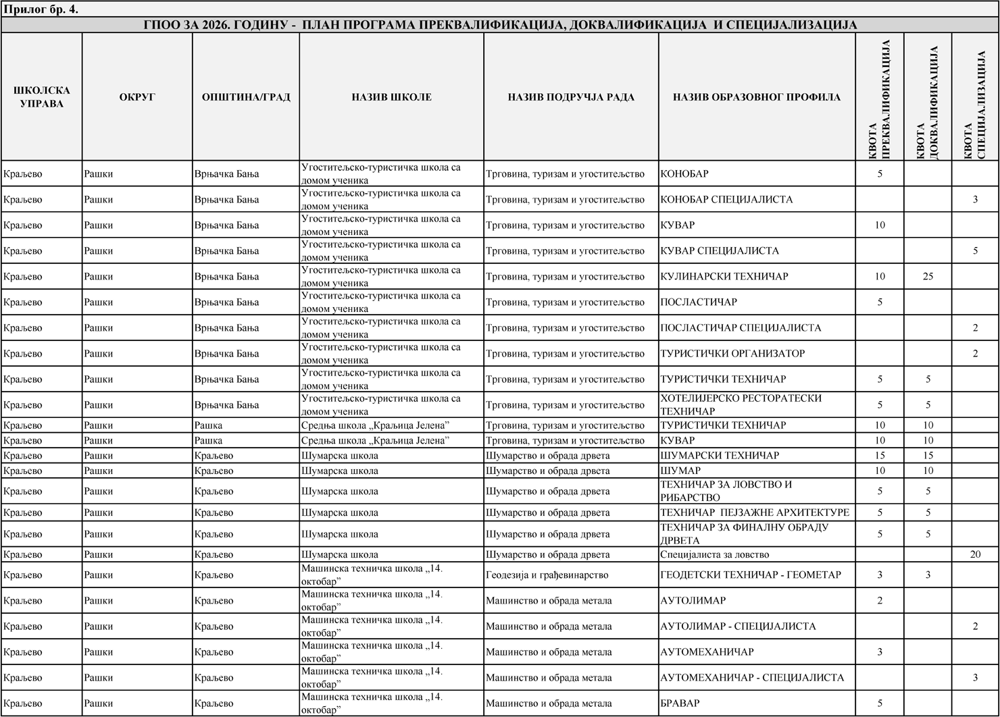 Прилог бр. 4.
ГПОО ЗА 2026. ГОДИНУ - ПЛАН ПРОГРАМА ПРЕКВАЛИФИКАЦИЈА, ДОКВАЛИФИКАЦИЈА И СПЕЦИЈАЛИЗАЦИЈА
ШКОЛСКА УПРАВА ОКРУГ ОПШТИНА/ГРАД НАЗИВ ШКОЛЕ НАЗИВ ПОДРУЧЈА РАДА НАЗИВ ОБРАЗОВНОГ ПРОФИЛА КВОТА ПРЕКВАЛИФИКАЦИЈА КВОТА ДОКВАЛИФИКАЦИЈА КВОТА СПЕЦИЈАЛИЗАЦИЈА
Краљево Рашки Врњачка Бања Угоститељско-туристичка школа са домом ученика Трговина, туризам и угоститељство КОНОБАР 5
Краљево Рашки Врњачка Бања Угоститељско-туристичка школа са домом ученика Трговина, туризам и угоститељство КОНОБАР СПЕЦИЈАЛИСТА 3
Краљево Рашки Врњачка Бања Угоститељско-туристичка школа са домом ученика Трговина, туризам и угоститељство КУВАР 10
Краљево Рашки Врњачка Бања Угоститељско-туристичка школа са домом ученика Трговина, туризам и угоститељство КУВАР СПЕЦИЈАЛИСТА 5
Краљево Рашки Врњачка Бања Угоститељско-туристичка школа са домом ученика Трговина, туризам и угоститељство КУЛИНАРСКИ ТЕХНИЧАР 10 25
Краљево Рашки Врњачка Бања Угоститељско-туристичка школа са домом ученика Трговина, туризам и угоститељство ПОСЛАСТИЧАР 5
Краљево Рашки Врњачка Бања Угоститељско-туристичка школа са домом ученика Трговина, туризам и угоститељство ПОСЛАСТИЧАР СПЕЦИЈАЛИСТА 2
Краљево Рашки Врњачка Бања Угоститељско-туристичка школа са домом ученика Трговина, туризам и угоститељство ТУРИСТИЧКИ ОРГАНИЗАТОР 2
Краљево Рашки Врњачка Бања Угоститељско-туристичка школа са домом ученика Трговина, туризам и угоститељство ТУРИСТИЧКИ ТЕХНИЧАР 5 5
Краљево Рашки Врњачка Бања Угоститељско-туристичка школа са домом ученика Трговина, туризам и угоститељство ХОТЕЛИЈЕРСКО РЕСТОРАТЕСКИ ТЕХНИЧАР 5 5
Краљево Рашки Рашка Средња школа „Краљица Јелена” Трговина, туризам и угоститељство ТУРИСТИЧКИ ТЕХНИЧАР 10 10
Краљево Рашки Рашка Средња школа „Краљица Јелена” Трговина, туризам и угоститељство КУВАР 10 10
Краљево Рашки Краљево Шумарска школа Шумарство и обрада дрвета ШУМАРСКИ ТЕХНИЧАР 15 15
Краљево Рашки Краљево Шумарска школа Шумарство и обрада дрвета ШУМАР 10 10
Краљево Рашки Краљево Шумарска школа Шумарство и обрада дрвета ТЕХНИЧАР ЗА ЛОВСТВО И РИБАРСТВО 5 5
Краљево Рашки Краљево Шумарска школа Шумарство и обрада дрвета ТЕХНИЧАР ПЕЈЗАЖНЕ АРХИТЕКТУРЕ 5 5
Краљево Рашки Краљево Шумарска школа Шумарство и обрада дрвета ТЕХНИЧАР ЗА ФИНАЛНУ ОБРАДУ ДРВЕТА 5 5
Краљево Рашки Краљево Шумарска школа Шумарство и обрада дрвета Специјалиста за ловство 20
Краљево Рашки Краљево Машинска техничка школа „14. октобар” Геодезија и грађевинарство ГЕОДЕТСКИ ТЕХНИЧАР - ГЕОМЕТАР 3 3
Краљево Рашки Краљево Машинска техничка школа „14. октобар” Машинство и обрада метала АУТОЛИМАР 2
Краљево Рашки Краљево Машинска техничка школа „14. октобар” Машинство и обрада метала АУТОЛИМАР - СПЕЦИЈАЛИСТА 2
Краљево Рашки Краљево Машинска техничка школа „14. октобар” Машинство и обрада метала АУТОМЕХАНИЧАР 3
Краљево Рашки Краљево Машинска техничка школа „14. октобар” Машинство и обрада метала АУТОМЕХАНИЧАР - СПЕЦИЈАЛИСТА 3
Краљево Рашки Краљево Машинска техничка школа „14. октобар” Машинство и обрада метала БРАВАР 5